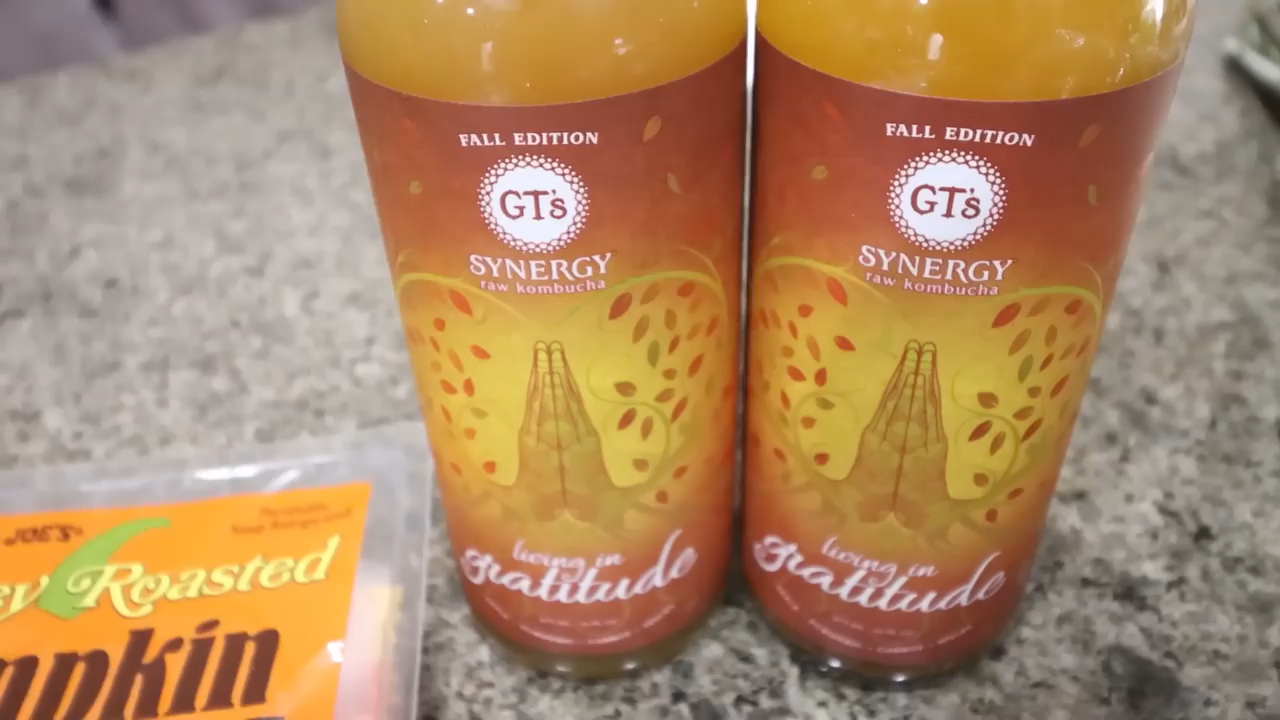 FALL EDITION
GT's
SYNERGY
raw kombucha
living in
gratitude
FALL EDITION
GT's
SYNERGY
raw kombucha
living in
gratitude
JOE'S
Roasted